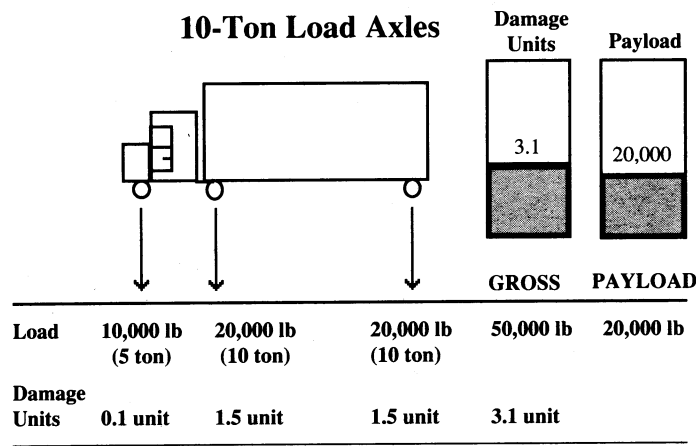 10-Ton Load Axles
Damage
Units
Payload
3.1
20,000
GROSS PAYLOAD
Load 10,000 lb 20,000 lb 20,000 lb 50,000 lb 20,000 lb
(5 ton) (10 ton) (10 ton)
Damage
Units 0.1 unit 1.5 unit 1.5 unit 3.1 unit